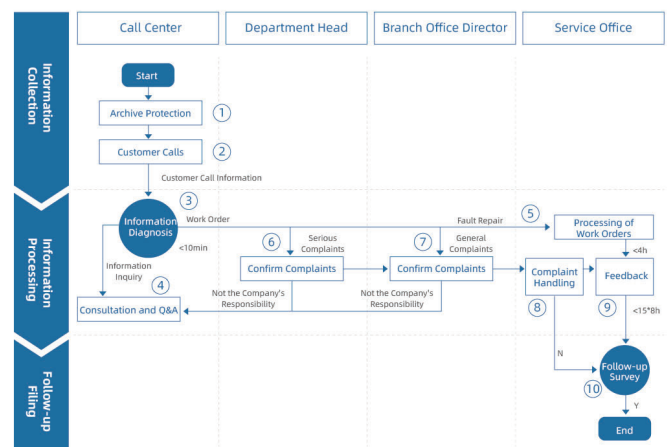 Call Center
Department Head
Branch Office Director
Service Office
Information
Collection
Start
Archive Protection
1
Customer Calls
2
Customer Call Information
Information
Processing
3
Information
Diagnosis
Work Order
<10min
Information
Inquiry
4
Consultation and Q&A
6
Serious
Complaints
Confirm Complaints
Not the Company's
Responsibility
7
General
Complaints
Confirm Complaints
Not the Company's
Responsibility
Fault Repair
5
Processing of
Work Orders
<4h
Complaint
Handling
8
Feedback
9
<15*8h
Follow-up
Filing
N
Follow-up
Survey
10
Y
End